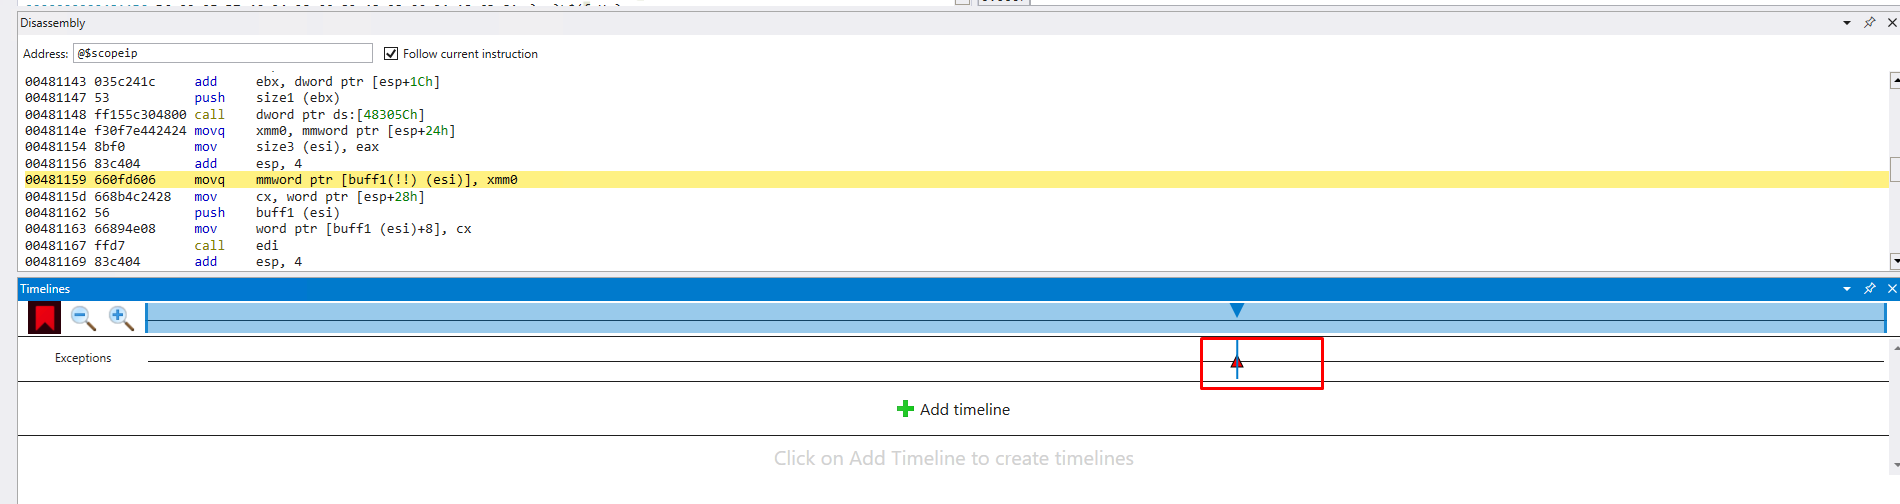 Disassembly
Address: @$scopeip Follow current instruction
00481143 035c241c add ebx, dword ptr [esp+1Ch]
00481147 53 push size1 (ebx)
00481148 ff155c304800 call dword ptr ds:[48305Ch]
0048114e f30f7e442424 movq xmm0, mmword ptr [esp+24h]
00481154 8bf0 mov size3 (esi), eax
00481156 83c404 add esp, 4
00481159 660fd606 movq mmword ptr [buff1(!!) (esi)], xmm0
0048115d 668b4c2428 mov cx, word ptr [esp+28h]
00481162 56 push buff1 (esi)
00481163 66894e08 mov word ptr [buff1 (esi)+8], cx
00481167 ffd7 call edi
00481169 83c404 add esp, 4
Timelines
Exceptions
Add timeline
Click on Add Timeline to create timelines